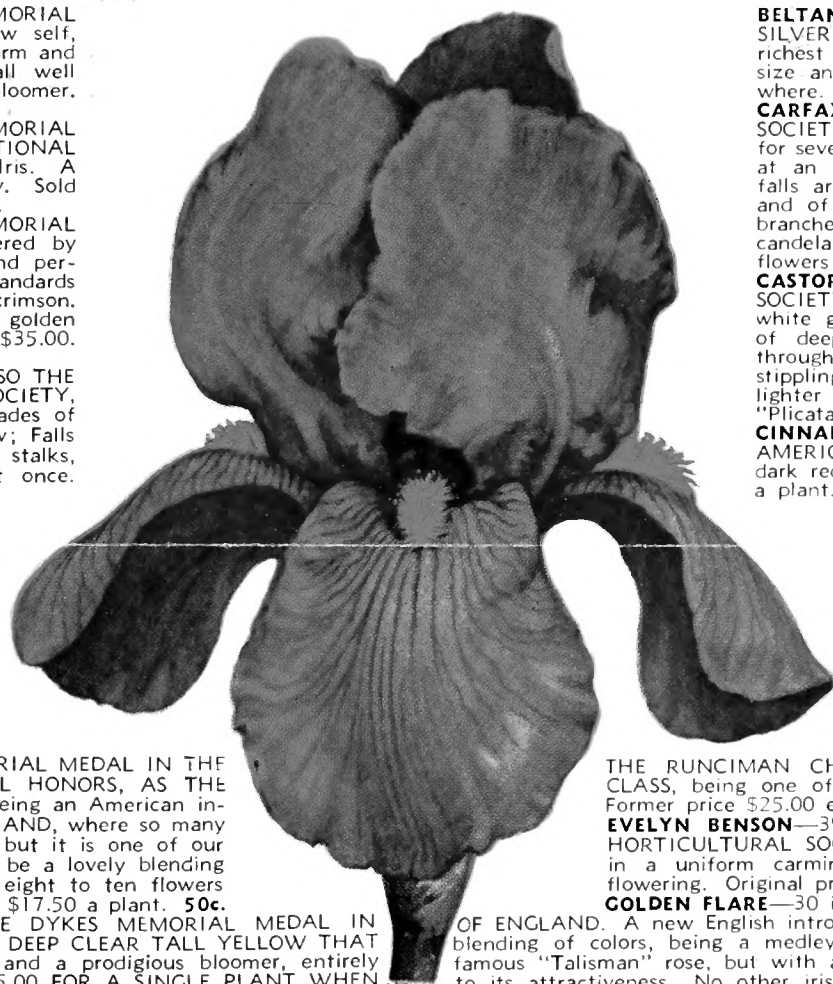 MORIAL
w self,
rm and
all well
loomer.
MORIAL
TIONAL
Iris. A
y. Sold
MORIAL
ered by
nd per-
tandards
crimson.
golden
$35.00.
SO THE
OCIETY,
ades of
w; Falls
stalks,
t once.
RIAL MEDAL IN THE
L HONORS, AS THE
eing an American in-
AND, where so many
but it is one of our
be a lovely blending
eight to ten flowers
$17.50 a plant. 50c.
E DYKES MEMORIAL MEDAL IN
DEEP CLEAR TALL YELLOW THAT
and a prodigious bloomer, entirely
5.00 FOR A SINGLE PLANT WHEN
BELTAN
SILVER
richest
size an
where.
CARFAX
SOCIET
for seve
at an
falls ar
and of
branche
candela
flowers
CASTOR
SOCIET
white g
of deep
through
stippling
lighter
"Plicata
CINNAB
AMERIC
dark rec
a plant.
THE RUNCIMAN CH
CLASS, being one of
Former price $25.00 e
EVELYN BENSON—39
HORTICULTURAL SOC
in a uniform carmin
flowering. Original pr
GOLDEN FLARE—30 i
OF ENGLAND. A new English intro
blending of colors, being a medley
famous "Talisman" rose, but with a
to its attractiveness. No other iris